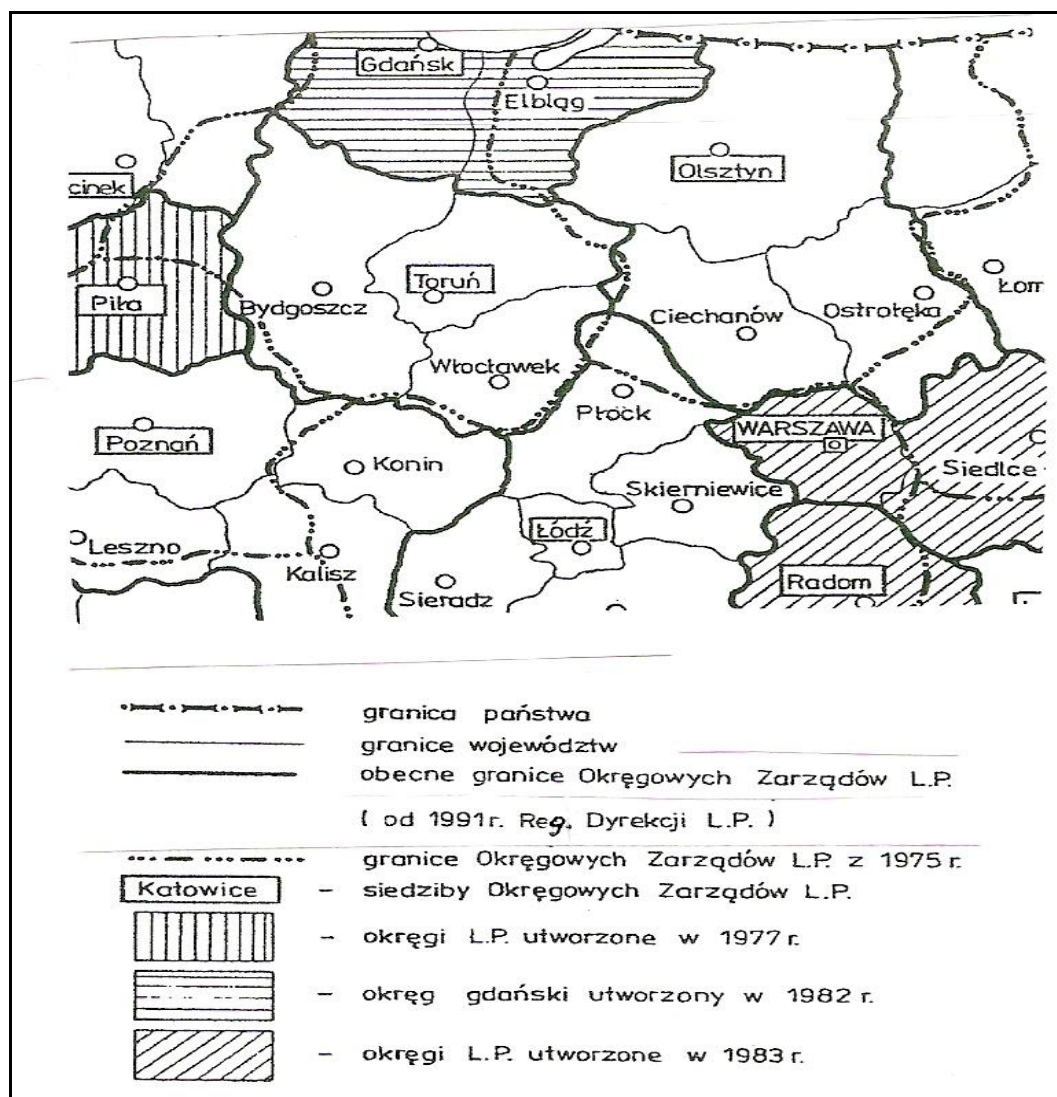 Gdańsk
Elbląg
Olsztyn
cinek
Piła
Bydgoszcz
Toruń
Ciechanów
Ostrołęka
Łom
Włocławek
Płock
WARSZAWA
Siedlce
Poznań
Konin
Skierniewice
Łódź
Leszno
Kalisz
Sieradz
Radom
granica państwa
granice województw
obecne granice Okręgowych Zarządów L.P.
( od 1991r. Reg. Dyrekcji L.P. )
granice Okręgowych Zarządów L.P. z 1975 r.
Katowice - siedziby Okręgowych Zarządów L.P.
- okręgi L.P. utworzone w 1977 r.
- okręg gdański utworzony w 1982 r.
- okręgi L.P. utworzone w 1983 r.